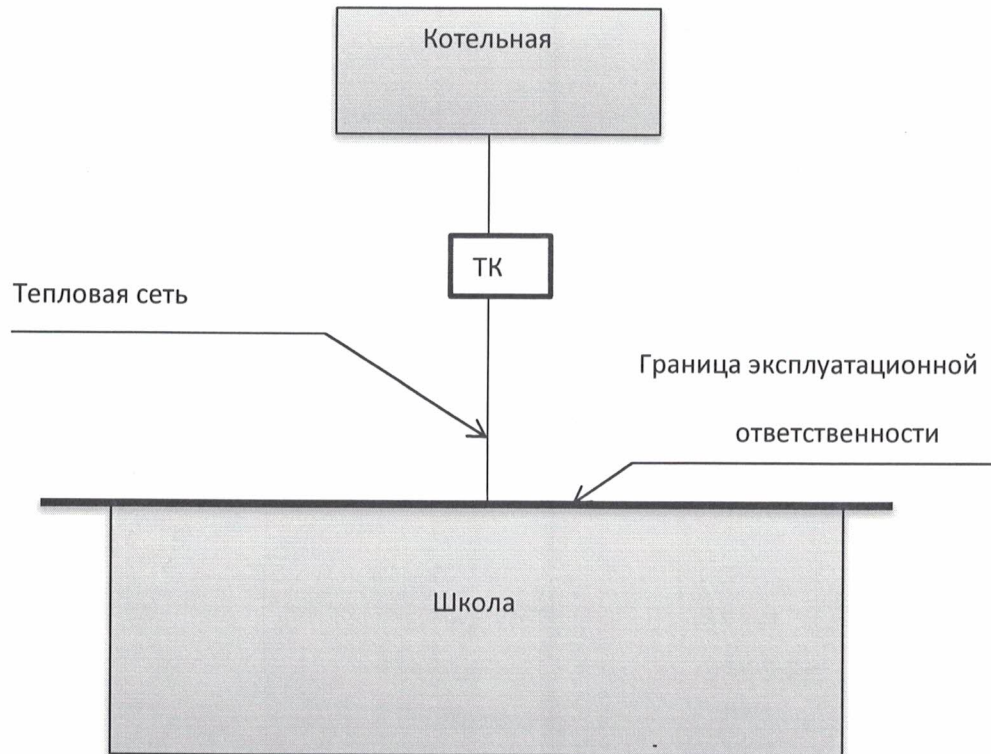 Котельная
ТК
Тепловая сеть
Граница эксплуатационной
ответственности
Школа